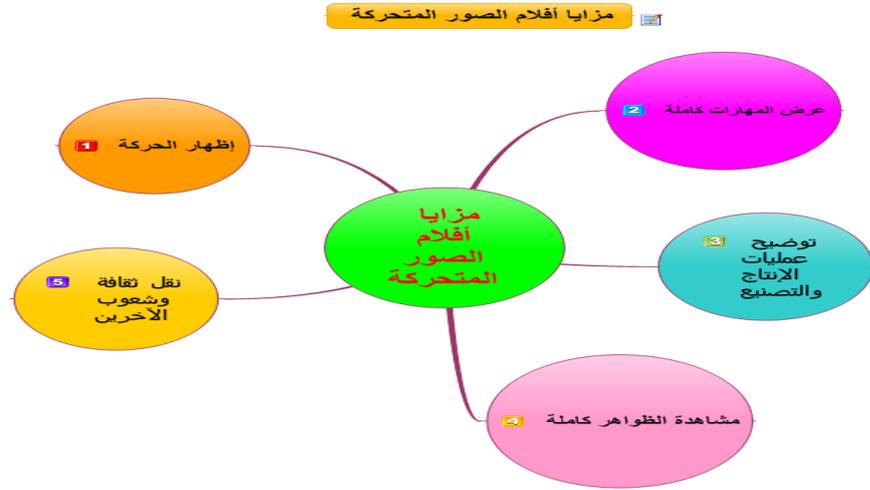 مزايا أفلام الصور المتحركة
إظهار الحركة 1
عرض المهارات كاملة 2
مزايا
أفلام
الصور
المتحركة
توضيح 3
عمليات
الإنتاج
والتصنيع
مشاهدة الظواهر كاملة 4
نقل ثقافة 5
وشعوب
الآخرين